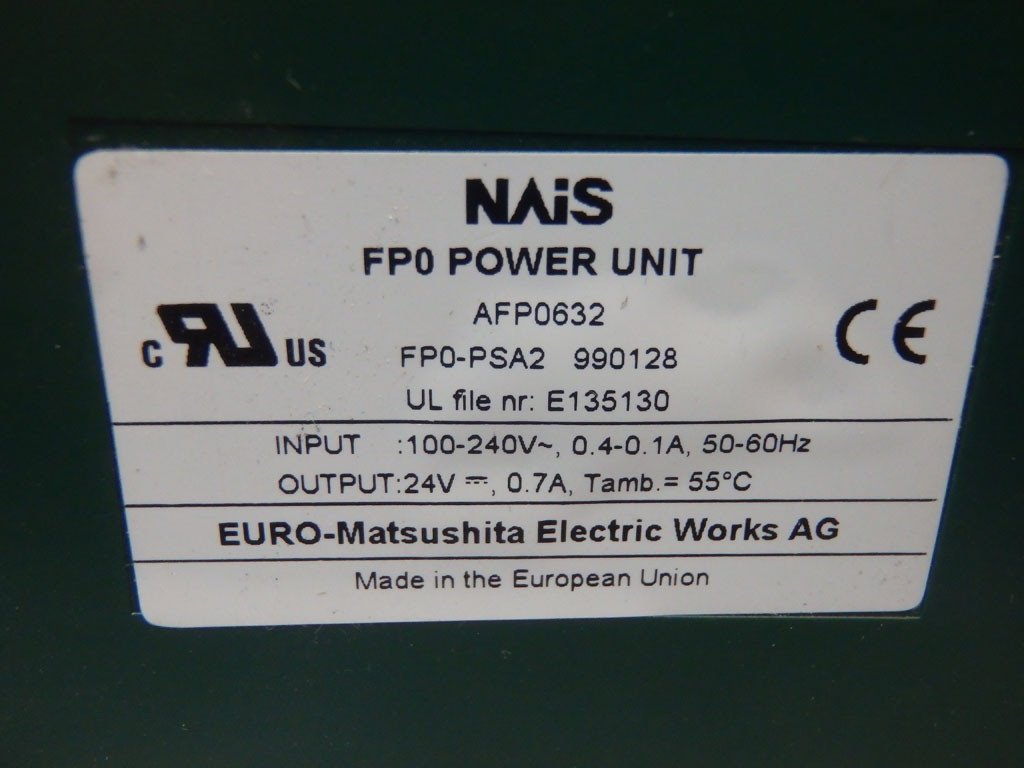 NAiS
FP0 POWER UNIT
AFP0632
c RU US
CE
FP0-PSA2 990128
UL file nr: E135130
INPUT :100-240V~, 0.4-0.1A, 50-60Hz
OUTPUT:24V ⎓, 0.7A, Tamb.= 55°C
EURO-Matsushita Electric Works AG
Made in the European Union